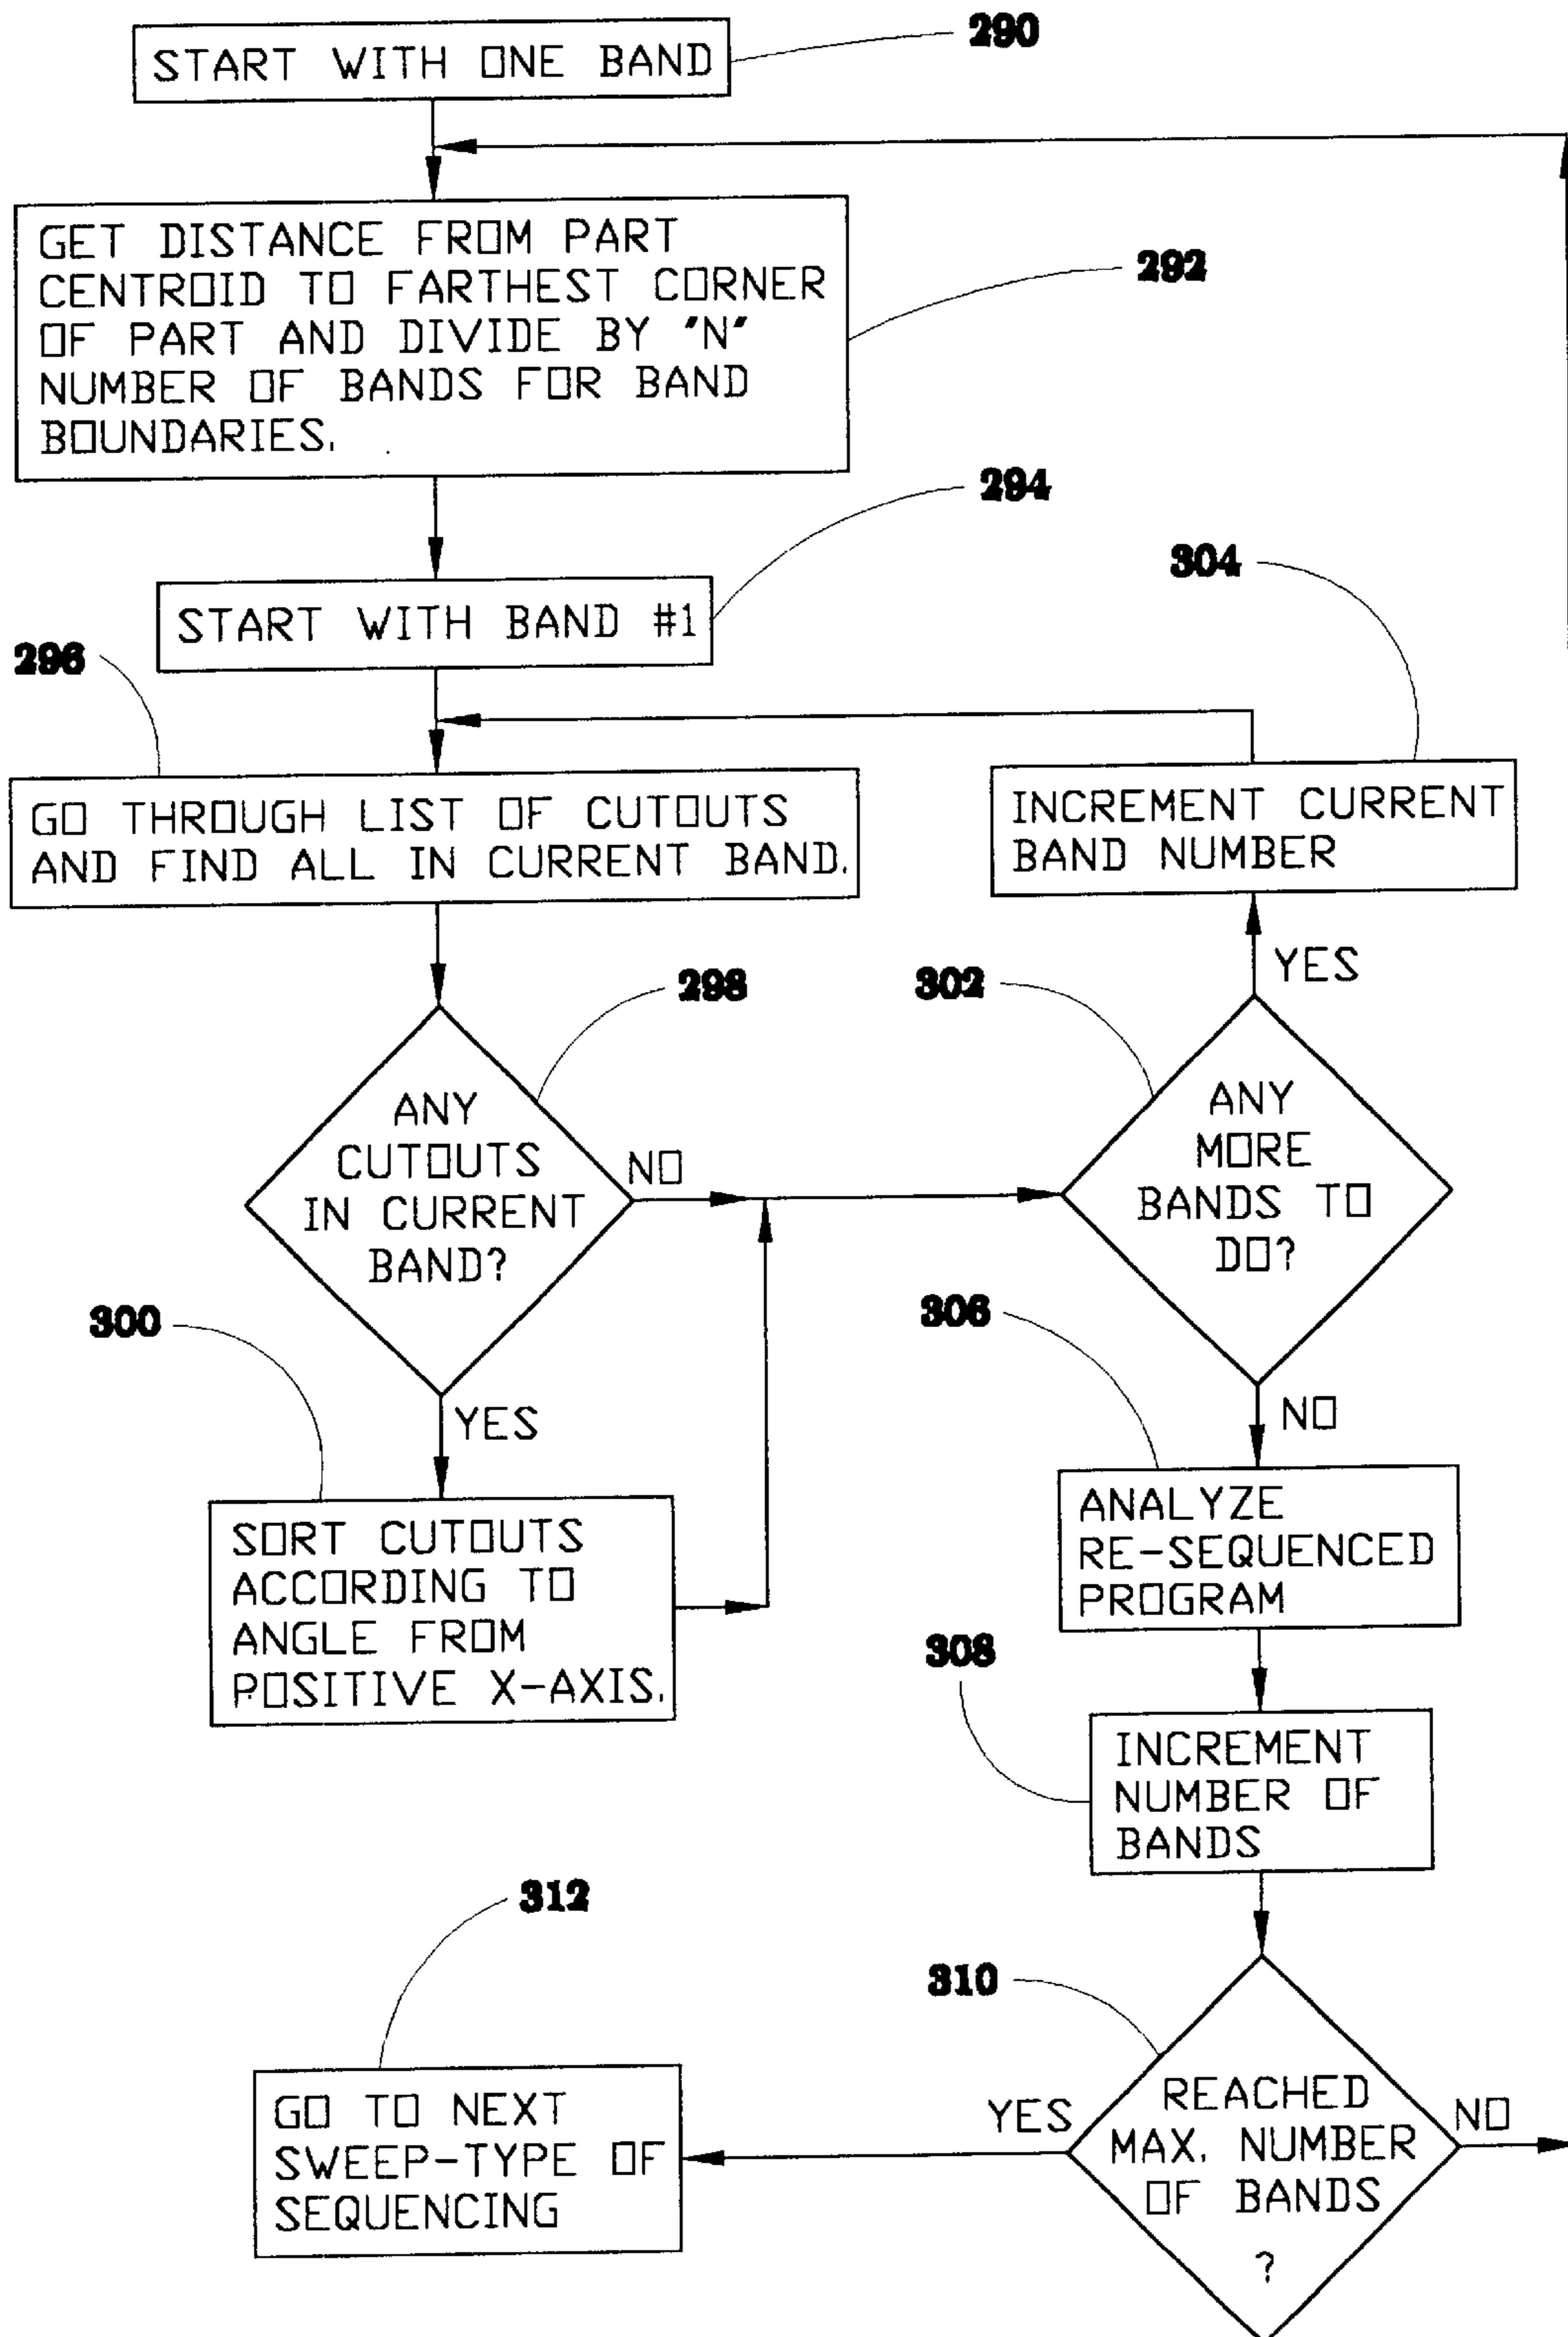 START WITH ONE BAND
290
GET DISTANCE FROM PART
CENTROID TO FARTHEST CORNER
OF PART AND DIVIDE BY "N"
NUMBER OF BANDS FOR BAND
BOUNDARIES.
292
294
START WITH BAND #1
296
304
GO THROUGH LIST OF CUTOUTS
AND FIND ALL IN CURRENT BAND.
INCREMENT CURRENT
BAND NUMBER
YES
298
302
ANY
CUTOUTS
IN CURRENT
BAND?
NO
ANY
MORE
BANDS TO
DO?
300
306
YES
NO
SORT CUTOUTS
ACCORDING TO
ANGLE FROM
POSITIVE X-AXIS.
ANALYZE
RE-SEQUENCED
PROGRAM
308
INCREMENT
NUMBER OF
BANDS
312
310
GO TO NEXT
SWEEP-TYPE OF
SEQUENCING
YES
REACHED
MAX. NUMBER
OF BANDS
?
NO